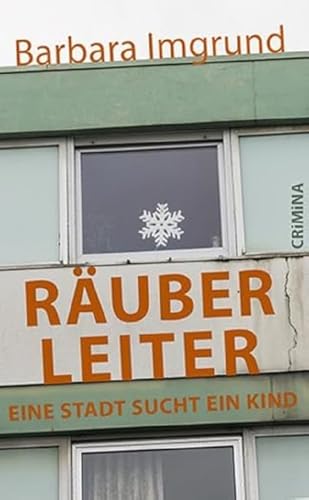 Barbara Imgrund
CRiMiNA
RÄUBER
LEITER
EINE STADT SUCHT EIN KIND